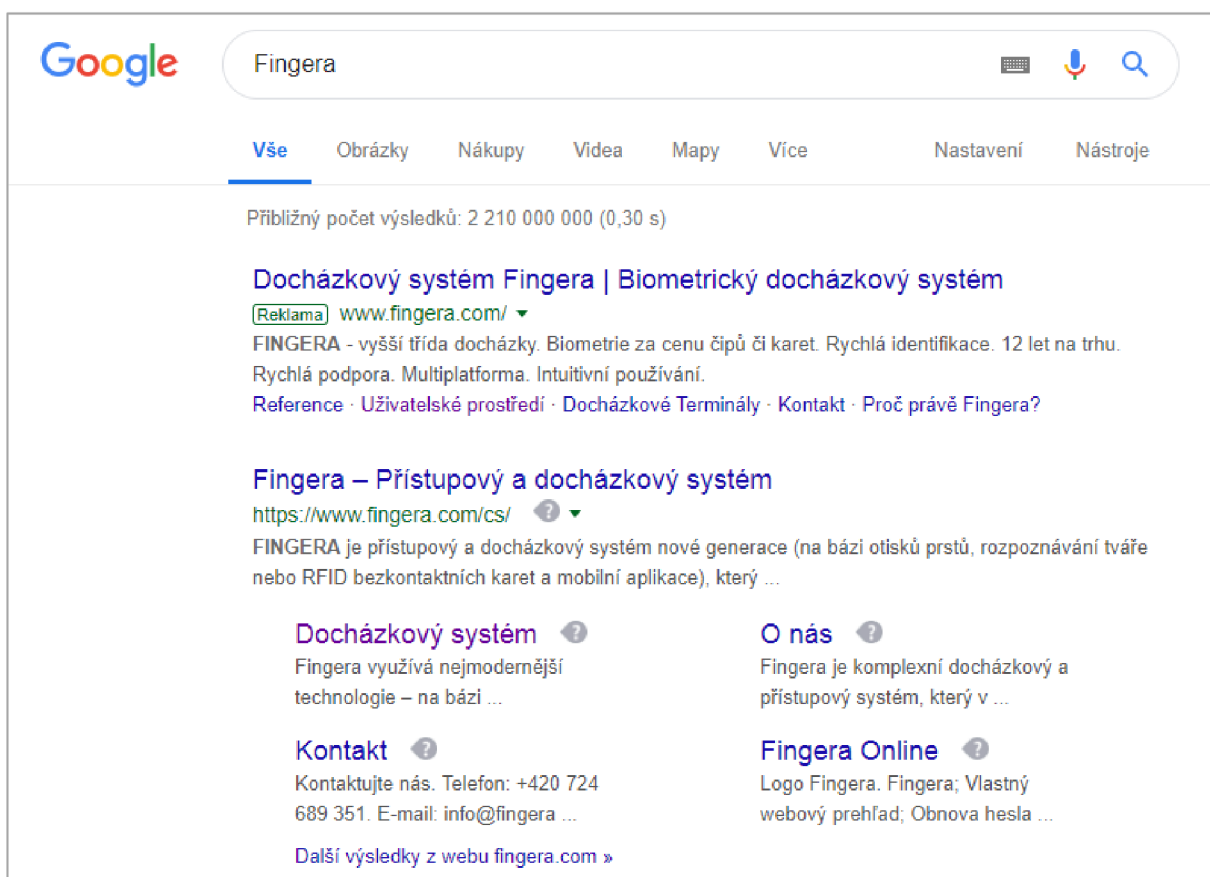 Google
Fingera
Vše Obrázky Nákupy Videa Mapy Více Nastavení Nástroje
Přibližný počet výsledků: 2 210 000 000 (0,30 s)
Docházkový systém Fingera | Biometrický docházkový systém
Reklama www.fingera.com/
FINGERA - vyšší třída docházky. Biometrie za cenu čipů či karet. Rychlá identifikace. 12 let na trhu.
Rychlá podpora. Multiplatforma. Intuitivní používání.
Reference · Uživatelské prostředí · Docházkové Terminály · Kontakt · Proč právě Fingera?
Fingera – Přístupový a docházkový systém
https://www.fingera.com/cs/ ?
FINGERA je přístupový a docházkový systém nové generace (na bázi otisků prstů, rozpoznávání tváře
nebo RFID bezkontaktních karet a mobilní aplikace), který ...
Docházkový systém ?
Fingera využívá nejmodernější
technologie – na bázi ...
O nás ?
Fingera je komplexní docházkový a
přístupový systém, který v ...
Kontakt ?
Kontaktujte nás. Telefon: +420 724
689 351. E-mail: info@fingera ...
Fingera Online ?
Logo Fingera. Fingera; Vlastný
webový prehľad; Obnova hesla ...
Další výsledky z webu fingera.com »